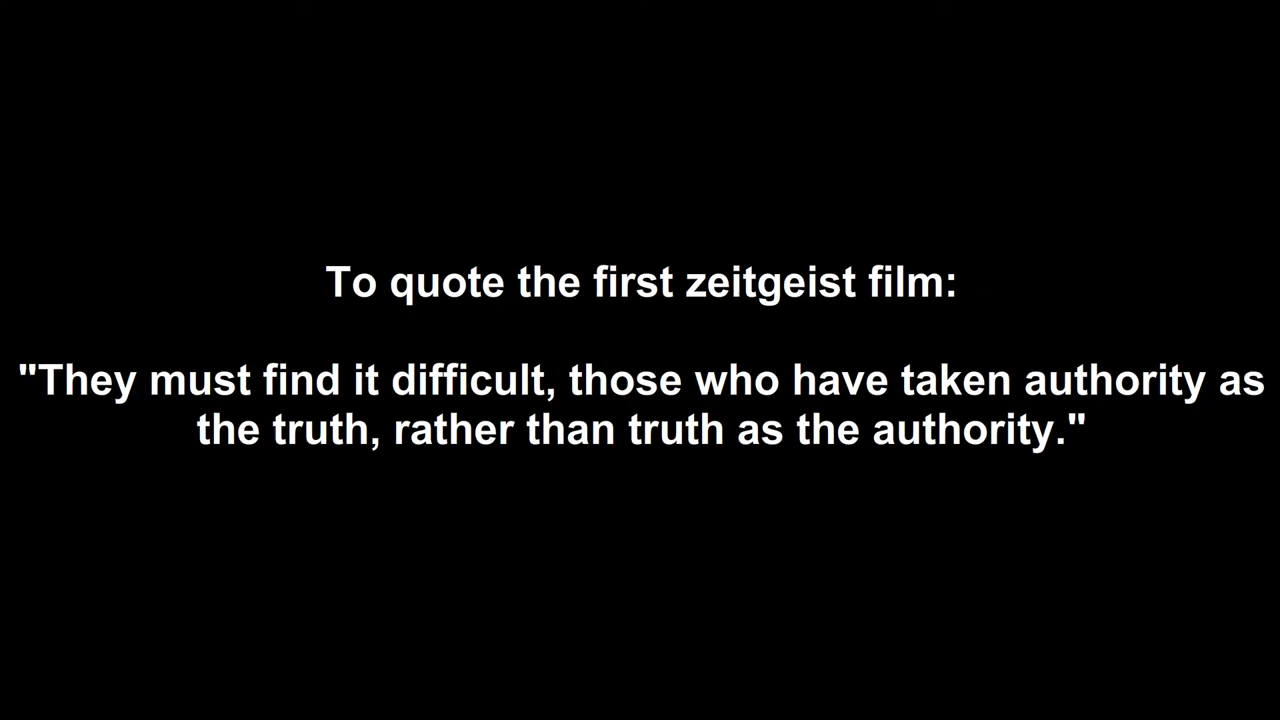 To quote the first zeitgeist film:
"They must find it difficult, those who have taken authority as
the truth, rather than truth as the authority."